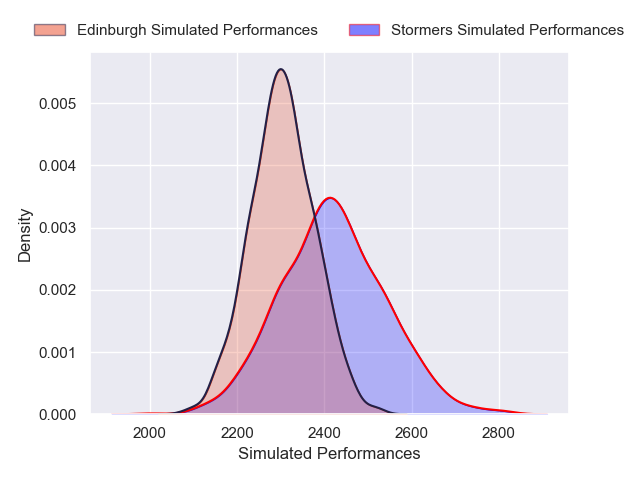 Edinburgh Simulated Performances Stormers Simulated Performances
0.005
0.004
0.003
0.002
0.001
0.000
Density
2000 2200 2400 2600 2800
Simulated Performances